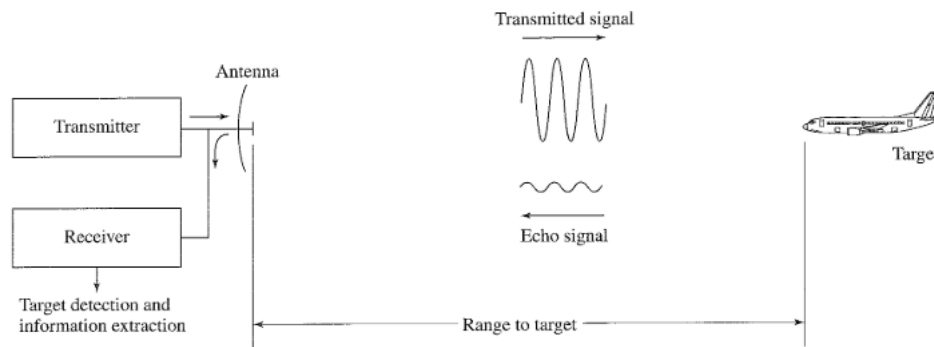 Transmitted signal
Antenna
Transmitter
Target
Echo signal
Receiver
Target detection and
information extraction
Range to target